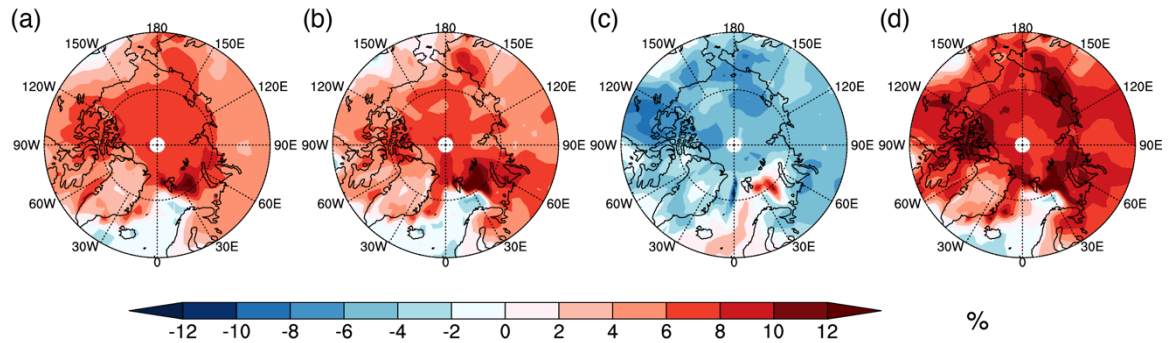 (a) (b) (c) (d)
180 180 180 180
150W 150E 150W 150E 150W 150E 150W 150E
120W 120E 120W 120E 120W 120E 120W 120E
90W 90E 90W 90E 90W 90E 90W 90E
60W 60E 60W 60E 60W 60E 60W 60E
30W 30E 30W 30E 30W 30E 30W 30E
0 0 0 0
-12 -10 -8 -6 -4 -2 0 2 4 6 8 10 12 %